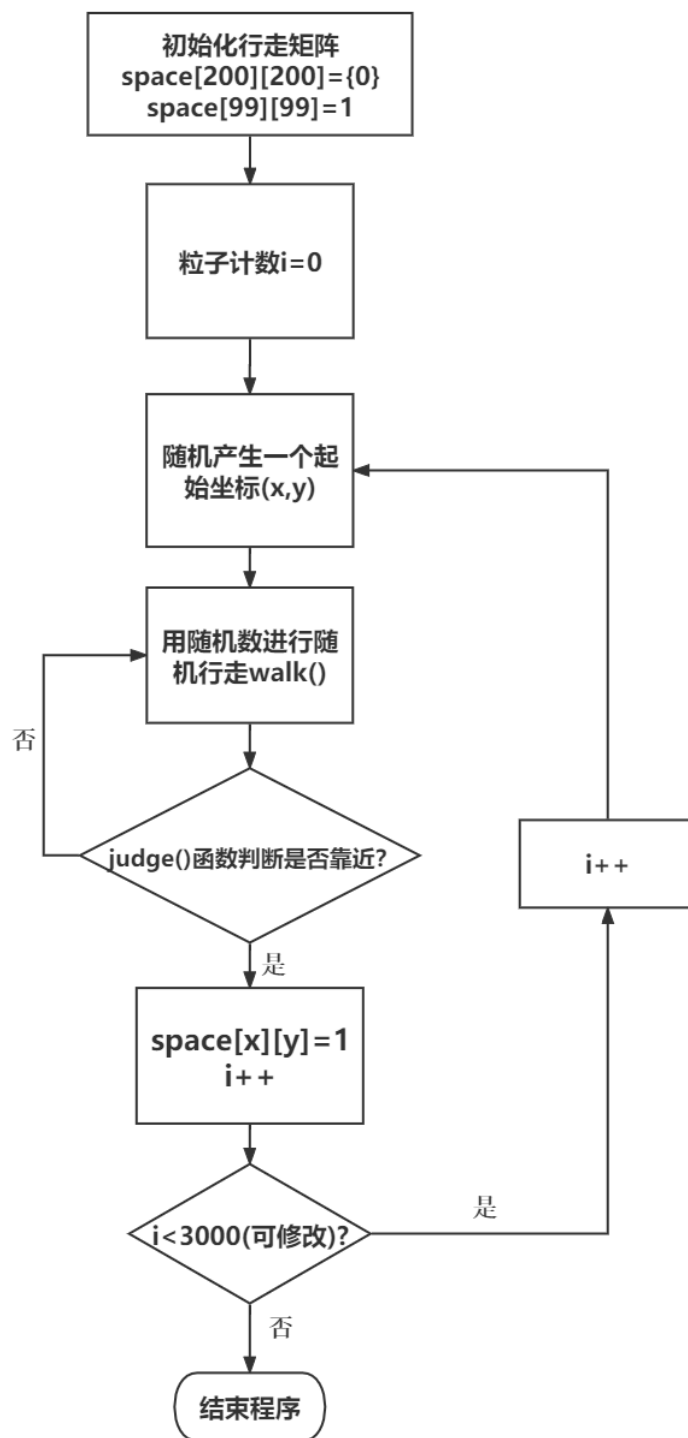 初始化行走矩阵
space[200][200]={0}
space[99][99]=1
粒子计数i=0
随机产生一个起
始坐标(x,y)
用随机数进行随
机行走walk()
否
judge()函数判断是否靠近?
i++
是
space[x][y]=1
i++
i<3000(可修改)?
是
否
结束程序